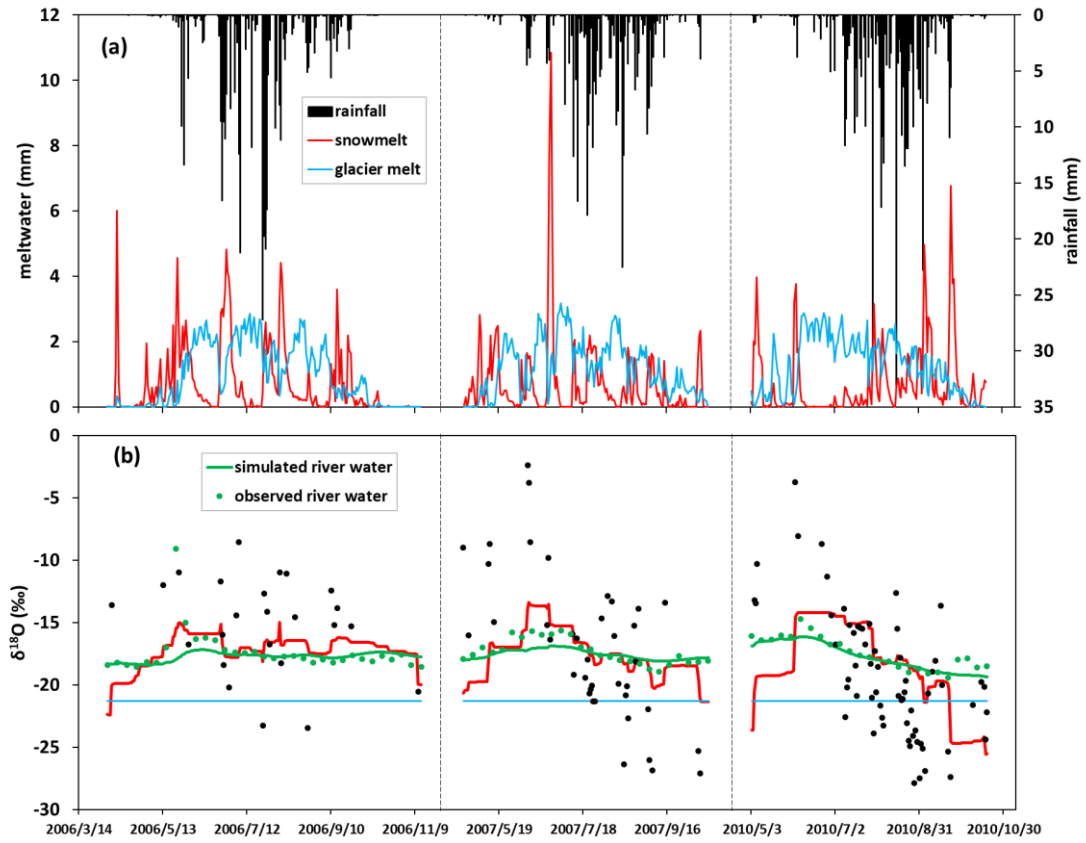 (a)
12
10
8
6
4
2
0
meltwater (mm)
rainfall
snowmelt
glacier melt
0
5
10
15
20
25
30
35
rainfall (mm)
(b)
0
-5
-10
-15
-20
-25
-30
δ¹⁸O (‰)
simulated river water
observed river water
2006/3/14 2006/5/13 2006/7/12 2006/9/10 2006/11/9 2007/5/19 2007/7/18 2007/9/16 2010/5/3 2010/7/2 2010/8/31 2010/10/30